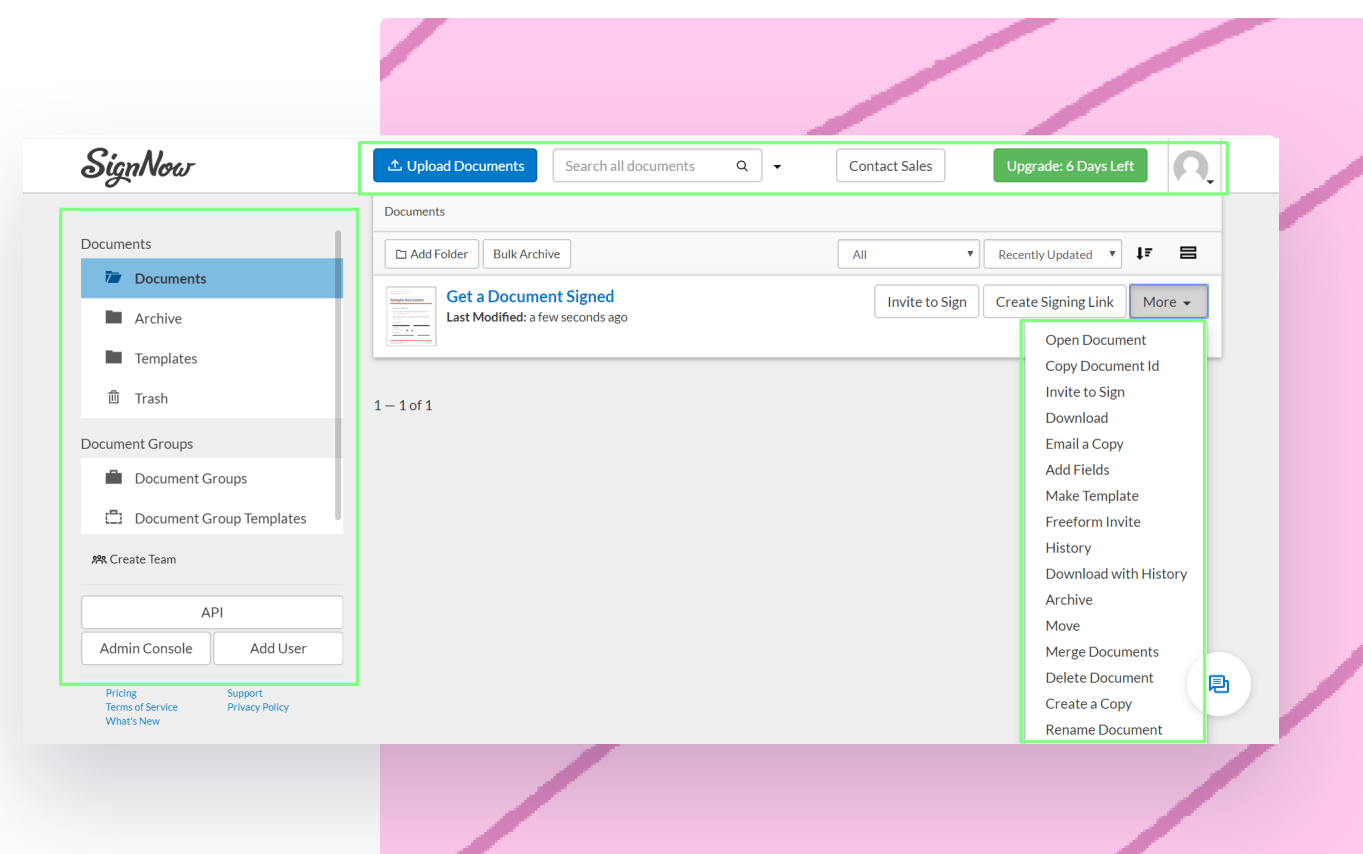 SignNow
Upload Documents
Search all documents
Contact Sales
Upgrade: 6 Days Left
Documents
Documents
Archive
Templates
Trash
Document Groups
Document Groups
Document Group Templates
Create Team
API
Admin Console Add User
Pricing Support
Terms of Service Privacy Policy
What's New
Documents
Add Folder Bulk Archive All Recently Updated
Sample Document
Get a Document Signed
Last Modified: a few seconds ago
Invite to Sign Create Signing Link More
Open Document
Copy Document Id
Invite to Sign
Download
Email a Copy
Add Fields
Make Template
Freeform Invite
History
Download with History
Archive
Move
Merge Documents
Delete Document
Create a Copy
Rename Document
1 — 1 of 1